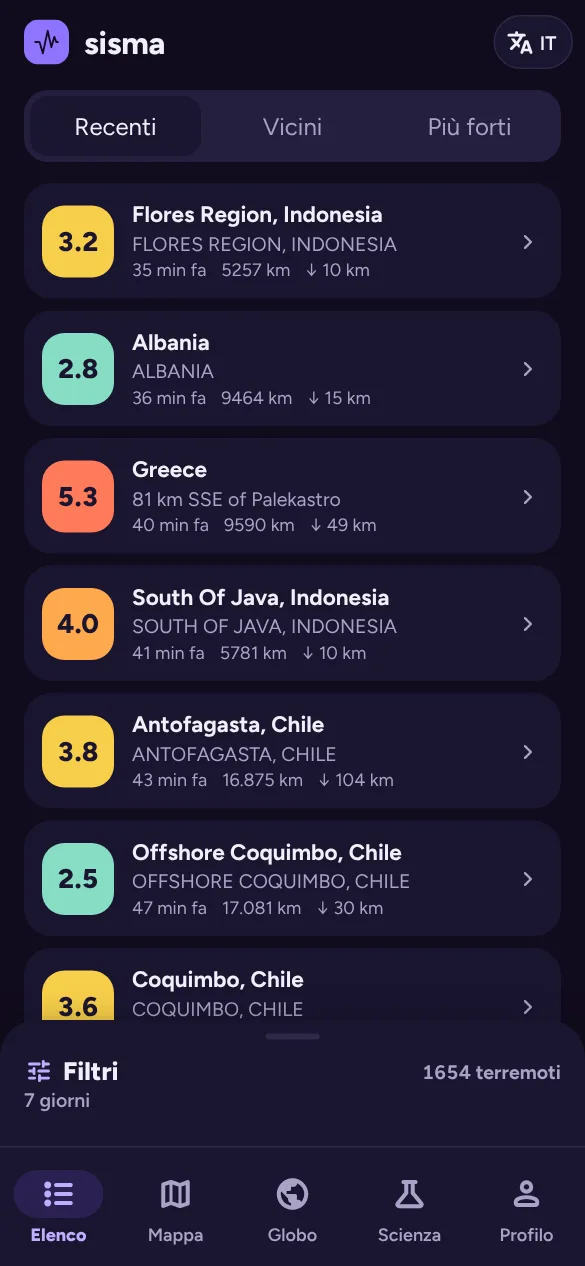 sisma
IT
Recenti Vicini Più forti
3.2
Flores Region, Indonesia
FLORES REGION, INDONESIA
35 min fa 5257 km ↓ 10 km
2.8
Albania
ALBANIA
36 min fa 9464 km ↓ 15 km
5.3
Greece
81 km SSE of Palekastro
40 min fa 9590 km ↓ 49 km
4.0
South Of Java, Indonesia
SOUTH OF JAVA, INDONESIA
41 min fa 5781 km ↓ 10 km
3.8
Antofagasta, Chile
ANTOFAGASTA, CHILE
43 min fa 16.875 km ↓ 104 km
2.5
Offshore Coquimbo, Chile
OFFSHORE COQUIMBO, CHILE
47 min fa 17.081 km ↓ 30 km
3.6
Coquimbo, Chile
COQUIMBO, CHILE
Filtri
1654 terremoti
7 giorni
Elenco Mappa Globo Scienza Profilo